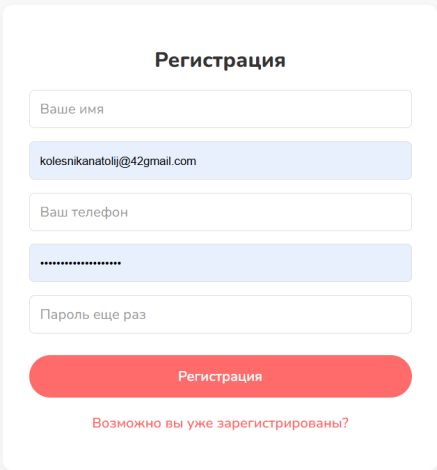 Регистрация
Ваше имя
kolesnikanatolij@42gmail.com
Ваш телефон
••••••••••••••••••••
Пароль еще раз
Регистрация
Возможно вы уже зарегистрированы?